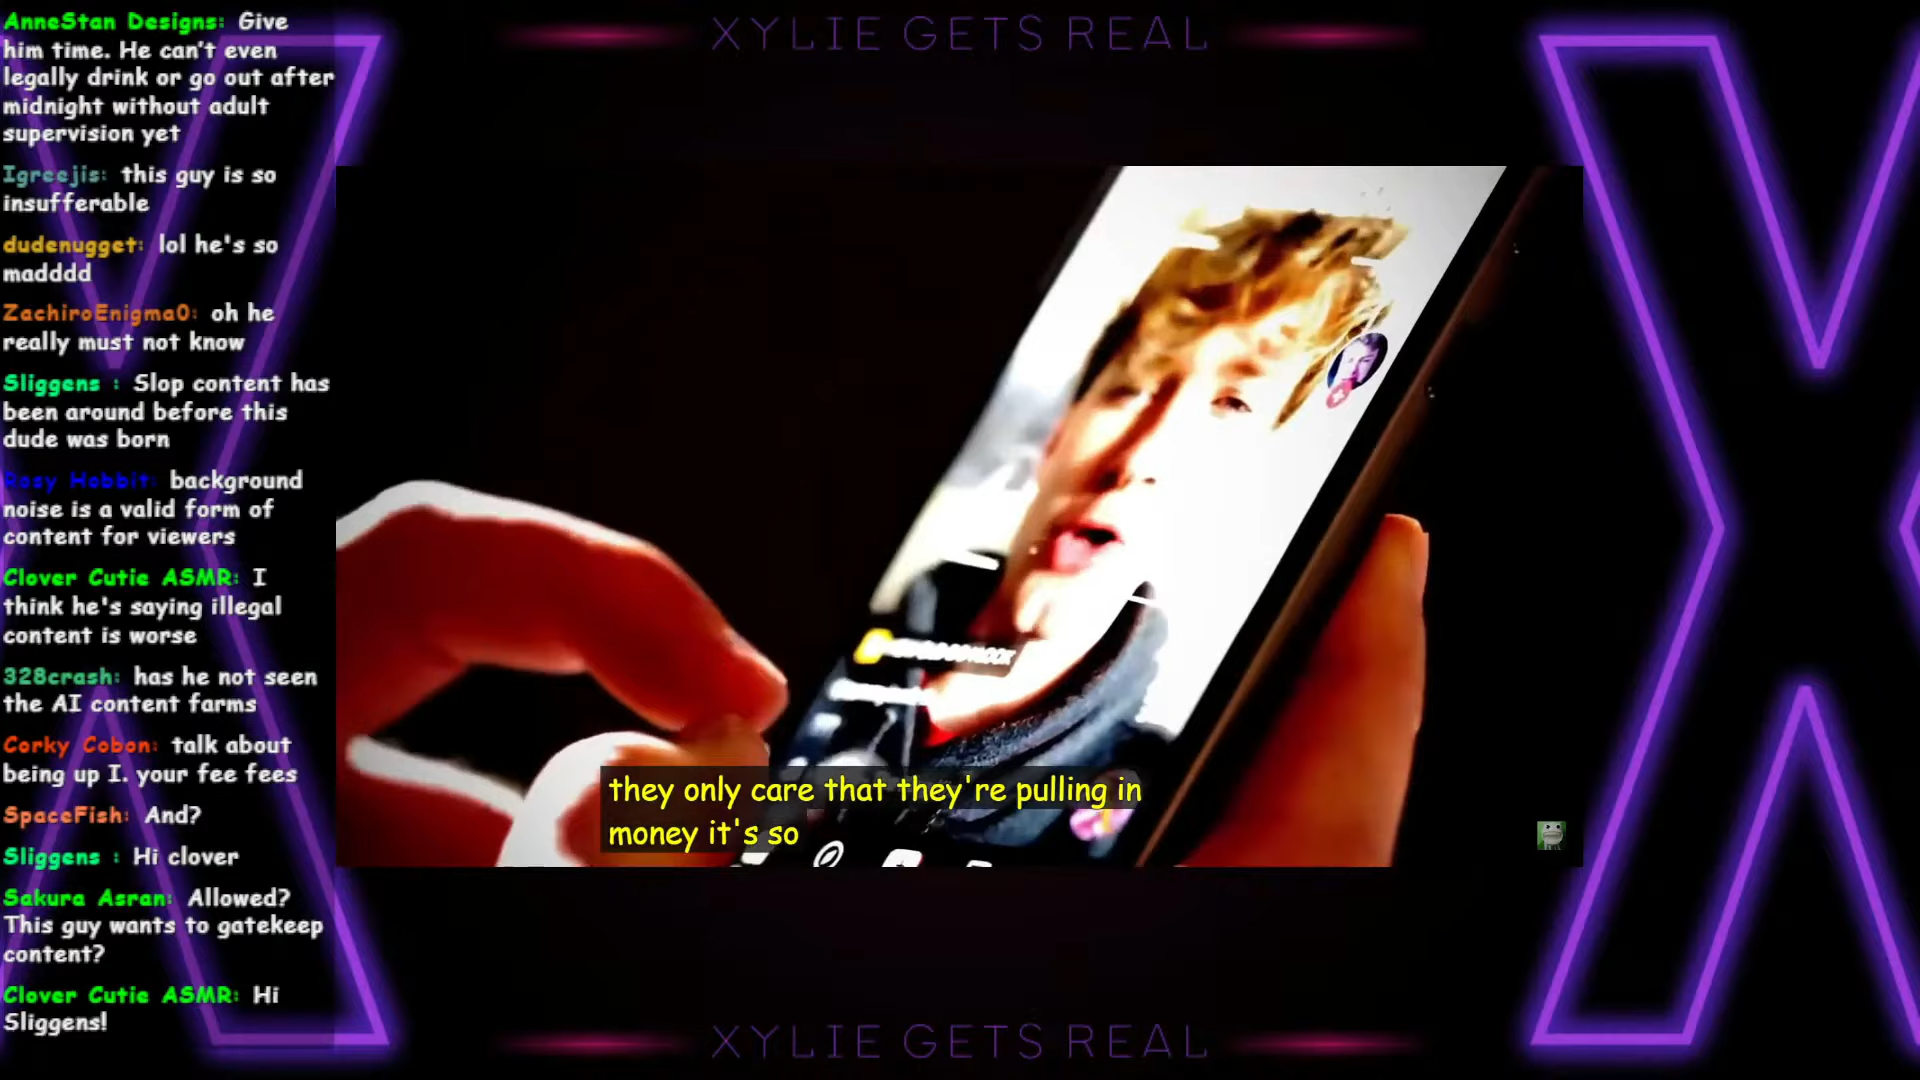 XYLIE GETS REAL
AnneStan Designs: Give
him time. He can't even
legally drink or go out after
midnight without adult
supervision yet
Igreejis: this guy is so
insufferable
dudenugget: lol he's so
madddd
ZachiroEnigma0: oh he
really must not know
Sliggens : Slop content has
been around before this
dude was born
Rosy Hobbit: background
noise is a valid form of
content for viewers
Clover Cutie ASMR: I
think he's saying illegal
content is worse
328crash: has he not seen
the AI content farms
Corky Cobon: talk about
being up I. your fee fees
SpaceFish: And?
Sliggens : Hi clover
Sakura Asran: Allowed?
This guy wants to gatekeep
content?
Clover Cutie ASMR: Hi
Sliggens!
they only care that they're pulling in
money it's so
XYLIE GETS REAL